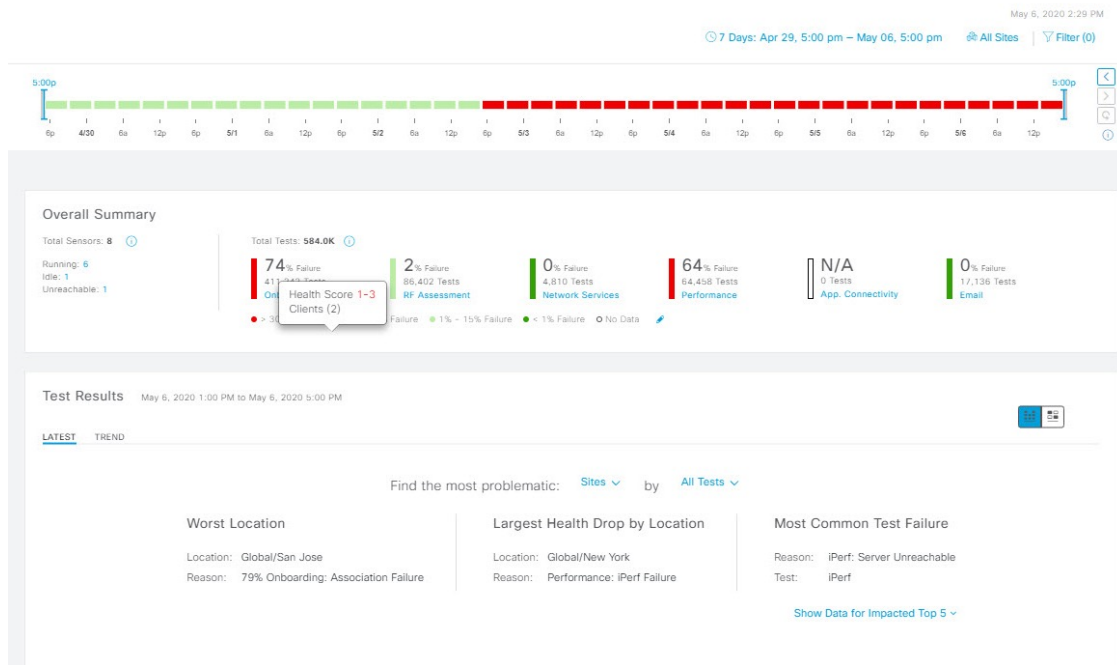 May 6, 2020 2:29 PM
7 Days: Apr 29, 5:00 pm – May 06, 5:00 pm All Sites Filter (0)
5:00p 5:00p
6p 4/30 6a 12p 6p 5/1 6a 12p 6p 5/2 6a 12p 6p 5/3 6a 12p 6p 5/4 6a 12p 6p 5/5 6a 12p 6p 5/6 6a 12p
Overall Summary
Total Sensors: 8
Running: 6
Idle: 1
Unreachable: 1
Total Tests: 584.0K
74% Failure
2% Failure
86,402 Tests
RF Assessment
0% Failure
4,810 Tests
Network Services
64% Failure
64,458 Tests
Performance
N/A
0 Tests
App. Connectivity
0% Failure
17,136 Tests
Email
Health Score 1-3
Clients (2)
Failure 1% – 15% Failure < 1% Failure No Data
Test Results May 6, 2020 1:00 PM to May 6, 2020 5:00 PM
LATEST TREND
Find the most problematic: Sites by All Tests
Worst Location
Location: Global/San Jose
Reason: 79% Onboarding: Association Failure
Largest Health Drop by Location
Location: Global/New York
Reason: Performance: iPerf Failure
Most Common Test Failure
Reason: iPerf: Server Unreachable
Test: iPerf
Show Data for Impacted Top 5